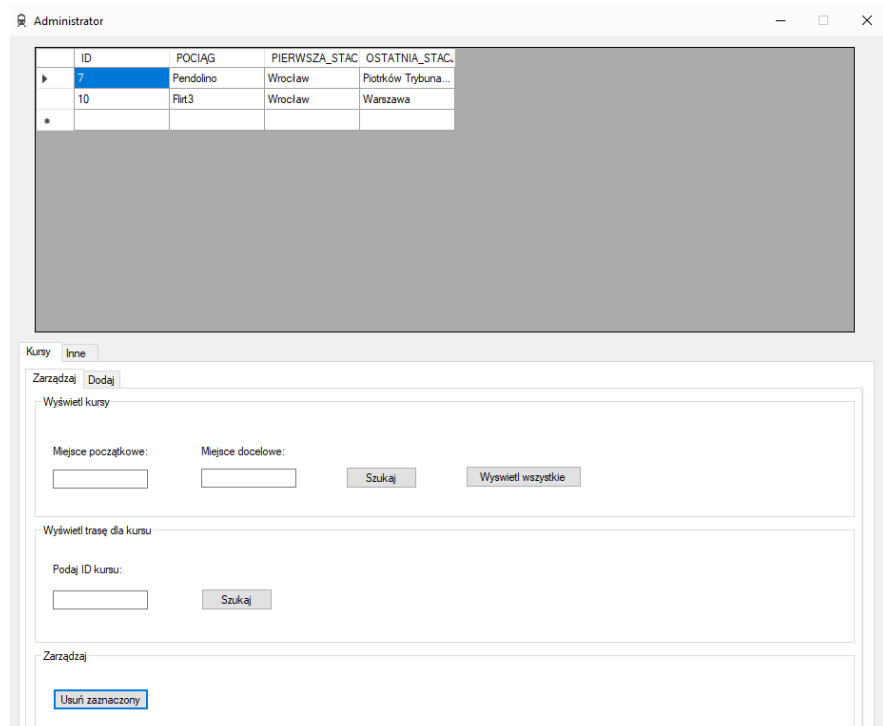 Administrator
ID POCIĄG PIERWSZA_STAC OSTATNIA_STAC
7 Pendolino Wrocław Piotrków Trybuna...
10 Flirt3 Wrocław Warszawa
Kursy Inne
Zarządzaj Dodaj
Wyświetl kursy
Miejsce początkowe: Miejsce docelowe:
Szukaj Wyswietl wszystkie
Wyświetl trasę dla kursu
Podaj ID kursu:
Szukaj
Zarządzaj
Usuń zaznaczony